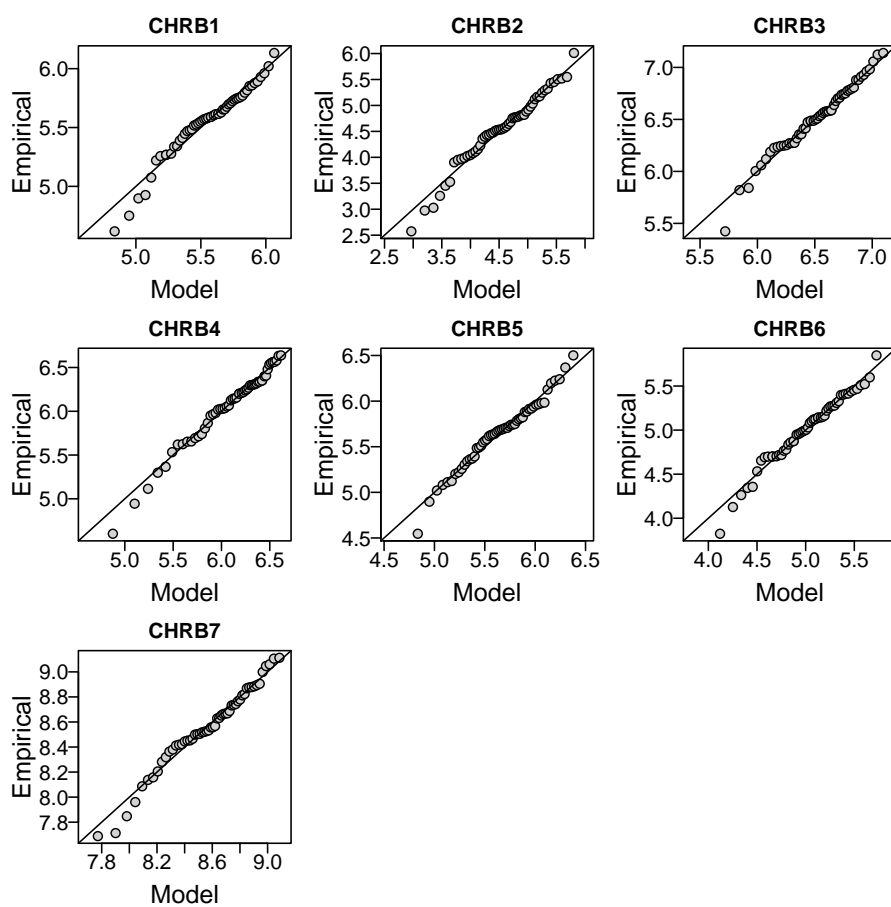 CHRB1
CHRB2
CHRB3
Empirical
6.0
5.5
5.0
5.0 5.5 6.0
Model
Empirical
6.0
5.5
5.0
4.5
4.0
3.5
3.0
2.5
2.5 3.5 4.5 5.5
Model
Empirical
7.0
6.5
6.0
5.5
5.5 6.0 6.5 7.0
Model
CHRB4
CHRB5
CHRB6
Empirical
6.5
6.0
5.5
5.0
5.0 5.5 6.0 6.5
Model
Empirical
6.5
6.0
5.5
5.0
4.5
4.5 5.0 5.5 6.0 6.5
Model
Empirical
5.5
5.0
4.5
4.0
4.0 4.5 5.0 5.5
Model
CHRB7
Empirical
9.0
8.8
8.6
8.4
8.2
8.0
7.8
7.8 8.2 8.6 9.0
Model